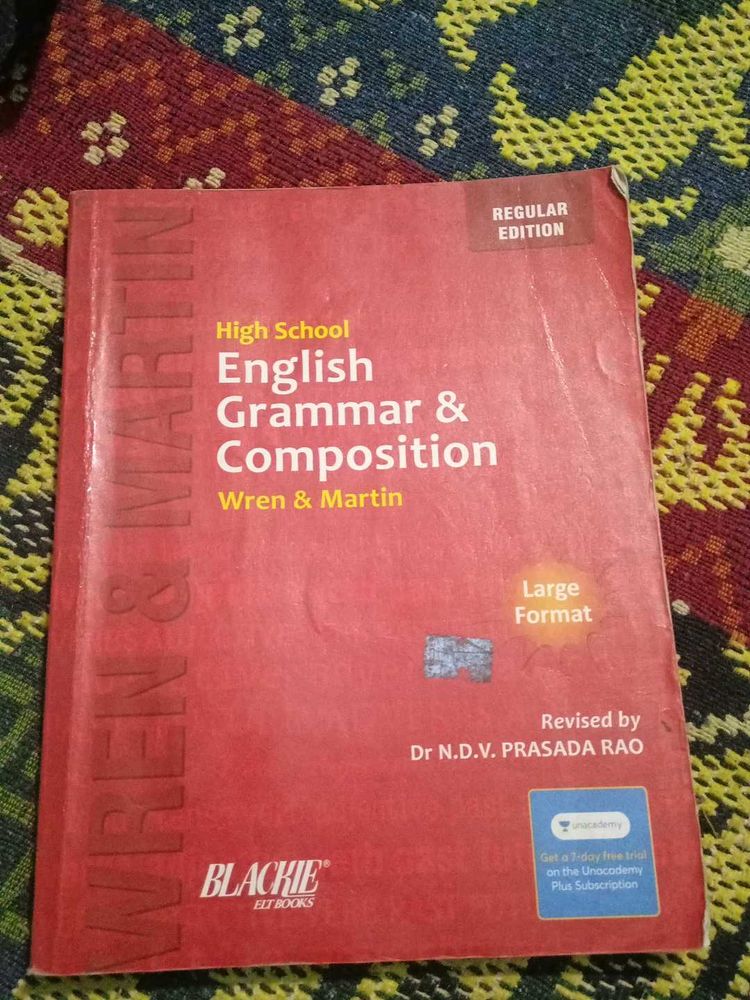 WREN & MARTIN
REGULAR
EDITION
High School
English
Grammar &
Composition
Wren & Martin
Large
Format
Revised by
Dr N.D.V. PRASADA RAO
unacademy
Get a 7-day free trial
on the Unacademy
Plus Subscription
BLACKIE®
ELT BOOKS